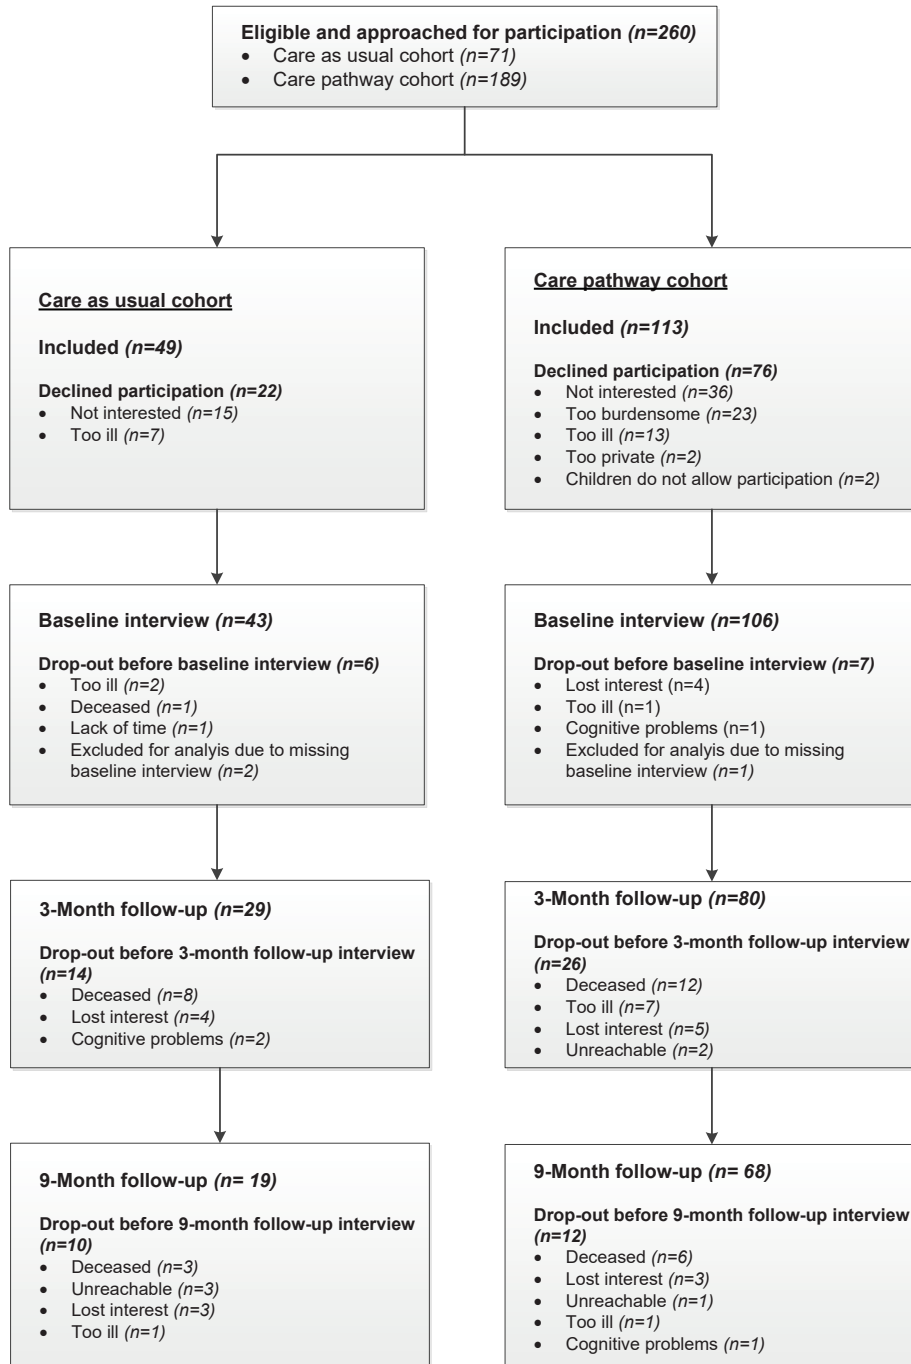 Eligible and approached for participation (n=260)
• Care as usual cohort (n=71)
• Care pathway cohort (n=189)
Care as usual cohort
Included (n=49)
Declined participation (n=22)
• Not interested (n=15)
• Too ill (n=7)
Care pathway cohort
Included (n=113)
Declined participation (n=76)
• Not interested (n=36)
• Too burdensome (n=23)
• Too ill (n=13)
• Too private (n=2)
• Children do not allow participation (n=2)
Baseline interview (n=43)
Drop-out before baseline interview (n=6)
• Too ill (n=2)
• Deceased (n=1)
• Lack of time (n=1)
• Excluded for analyis due to missing
baseline interview (n=2)
Baseline interview (n=106)
Drop-out before baseline interview (n=7)
• Lost interest (n=4)
• Too ill (n=1)
• Cognitive problems (n=1)
• Excluded for analyis due to missing
baseline interview (n=1)
3-Month follow-up (n=29)
Drop-out before 3-month follow-up interview
(n=14)
• Deceased (n=8)
• Lost interest (n=4)
• Cognitive problems (n=2)
3-Month follow-up (n=80)
Drop-out before 3-month follow-up interview
(n=26)
• Deceased (n=12)
• Too ill (n=7)
• Lost interest (n=5)
• Unreachable (n=2)
9-Month follow-up (n= 19)
Drop-out before 9-month follow-up interview
(n=10)
• Deceased (n=3)
• Unreachable (n=3)
• Lost interest (n=3)
• Too ill (n=1)
9-Month follow-up (n= 68)
Drop-out before 9-month follow-up interview
(n=12)
• Deceased (n=6)
• Lost interest (n=3)
• Unreachable (n=1)
• Too ill (n=1)
• Cognitive problems (n=1)